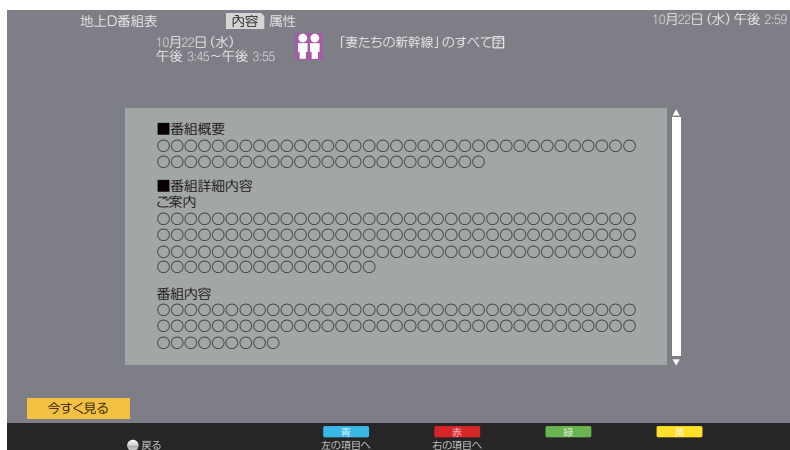 地上D番組表 内容 属性 10月22日(水)午後 2:59
10月22日(水)
午後 3:45~午後 3:55
「妻たちの新幹線」のすべて🈑
■番組概要
○○○○○○○○○○○○○○○○○○○○○○○○○○○○○○○○○○○
○○○○○○○○○○○○○○○○○○○○○○○○
■番組詳細内容
ご案内
○○○○○○○○○○○○○○○○○○○○○○○○○○○○○○○○○○○
○○○○○○○○○○○○○○○○○○○○○○○○○○○○○○○○○○○
○○○○○○○○○○○○○○○○○○○○○○○○○○○○○○○○○○○
○○○○○○○○○○○○○○○○
番組内容
○○○○○○○○○○○○○○○○○○○○○○○○○○○○○○○○○○○
○○○○○○○○○○○○○○○○○○○○○○○○○○○○○○○○○○○
○○○○○○○○○
今すぐ見る
青 赤 緑 黄
戻る 左の項目へ 右の項目へ